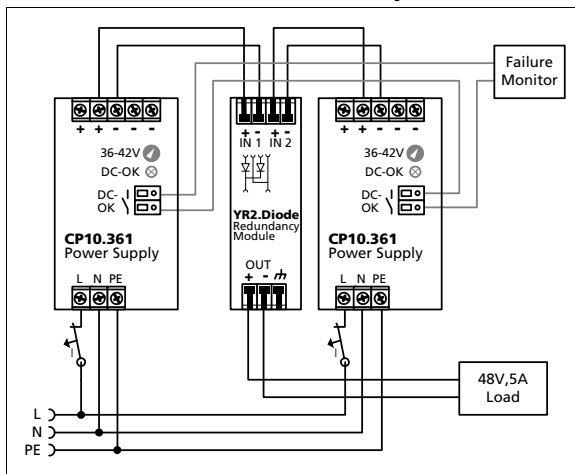 Failure
Monitor
+ + - - -
+ - + -
IN 1 IN 2
+ + - - -
36-42V
DC-OK
DC-
OK
CP10.361
Power Supply
L N PE
YR2.Diode
Redundancy
Module
OUT
+ -
36-42V
DC-OK
DC-
OK
CP10.361
Power Supply
L N PE
I
I
48V,5A
Load
L
N
PE